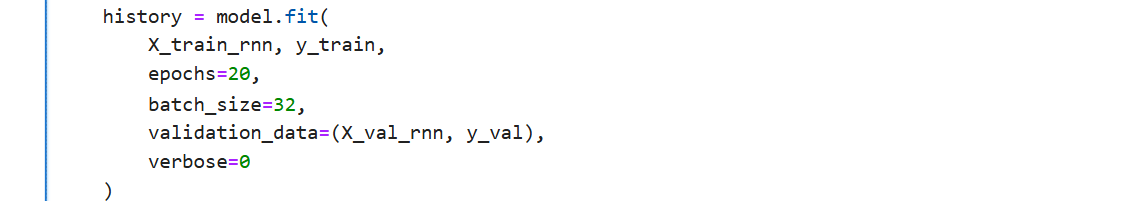 history = model.fit(
    X_train_rnn, y_train,
    epochs=20,
    batch_size=32,
    validation_data=(X_val_rnn, y_val),
    verbose=0
)